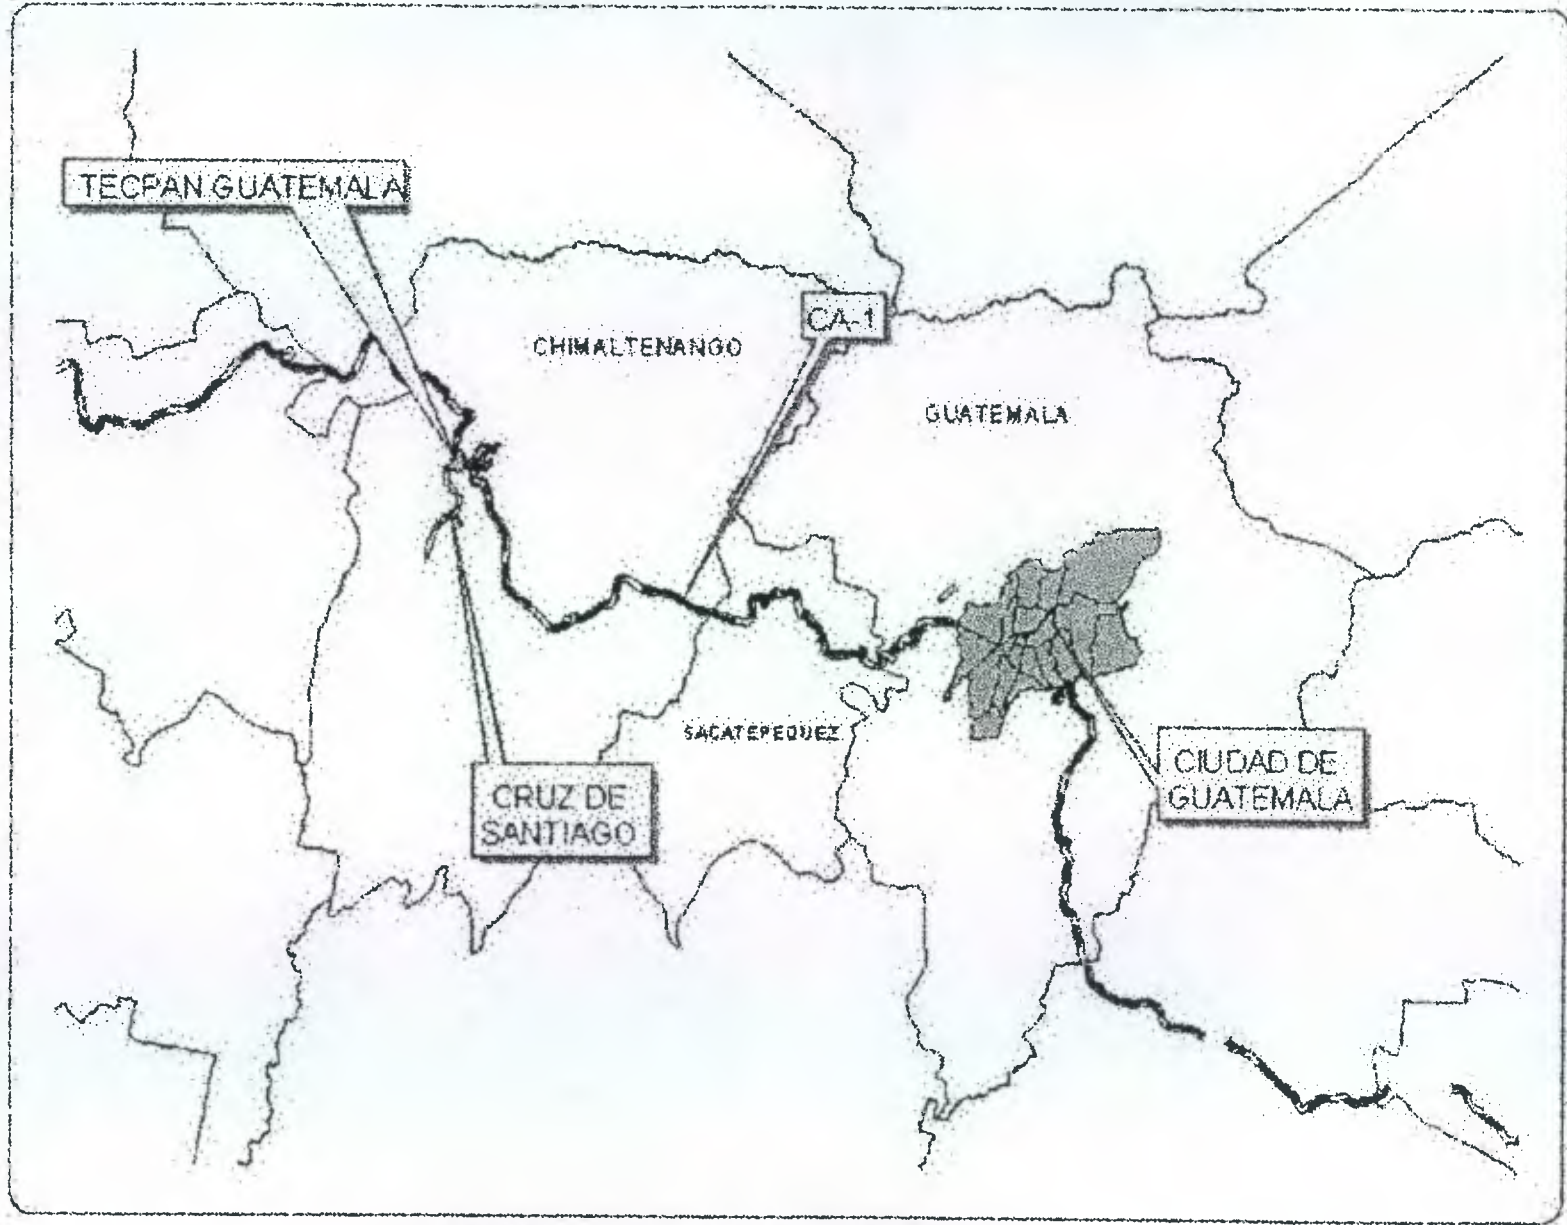 TECPAN GUATEMALA
CA-1
CHIMALTENANGO
GUATEMALA
SACATEPEQUEZ
CIUDAD DE
GUATEMALA
CRUZ DE
SANTIAGO